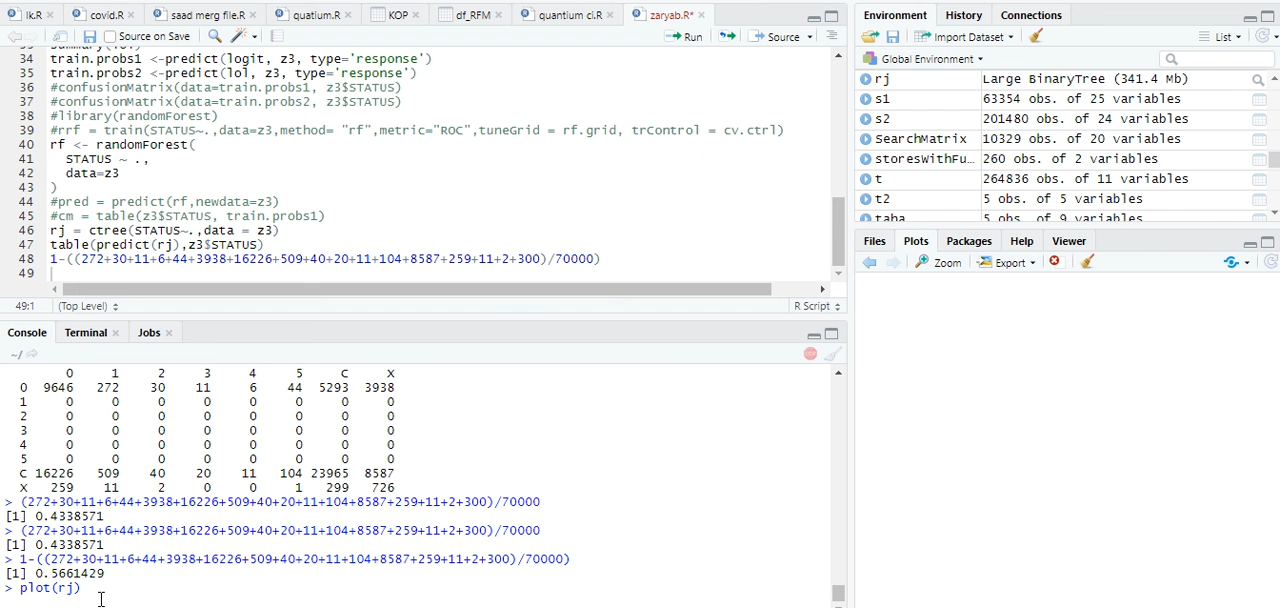 lk.R × covid.R × saad merg file.R × quatium.R × KOP × df_RFM × quantium ci.R × zaryab.R* ×
Source on Save Run Source
33 summary(lol)
34 train.probs1 <-predict(logit, z3, type='response')
35 train.probs2 <-predict(lol, z3, type='response')
36 #confusionMatrix(data=train.probs1, z3$STATUS)
37 #confusionMatrix(data=train.probs2, z3$STATUS)
38 #library(randomForest)
39 #rrf = train(STATUS~.,data=z3,method= "rf",metric="ROC",tuneGrid = rf.grid, trControl = cv.ctrl)
40 rf <- randomForest(
41 STATUS ~ .,
42 data=z3
43 )
44 #pred = predict(rf,newdata=z3)
45 #cm = table(z3$STATUS, train.probs1)
46 rj = ctree(STATUS~.,data = z3)
47 table(predict(rj),z3$STATUS)
48 1-((272+30+11+6+44+3938+16226+509+40+20+11+104+8587+259+11+2+300)/70000)
49
49:1 (Top Level) R Script
Console Terminal × Jobs ×
~/
0 1 2 3 4 5 C X
0 9646 272 30 11 6 44 5293 3938
1 0 0 0 0 0 0 0 0
2 0 0 0 0 0 0 0 0
3 0 0 0 0 0 0 0 0
4 0 0 0 0 0 0 0 0
5 0 0 0 0 0 0 0 0
C 16226 509 40 20 11 104 23965 8587
X 259 11 2 0 0 1 299 726
> (272+30+11+6+44+3938+16226+509+40+20+11+104+8587+259+11+2+300)/70000
[1] 0.4338571
> (272+30+11+6+44+3938+16226+509+40+20+11+104+8587+259+11+2+300)/70000
[1] 0.4338571
> 1-((272+30+11+6+44+3938+16226+509+40+20+11+104+8587+259+11+2+300)/70000)
[1] 0.5661429
> plot(rj)
Environment History Connections
Import Dataset List
Global Environment
rj Large BinaryTree (341.4 Mb)
s1 63354 obs. of 25 variables
s2 201480 obs. of 24 variables
SearchMatrix 10329 obs. of 20 variables
storesWithFu… 260 obs. of 2 variables
t 264836 obs. of 11 variables
t2 5 obs. of 5 variables
taha 5 obs. of 9 variables
Files Plots Packages Help Viewer
Zoom Export